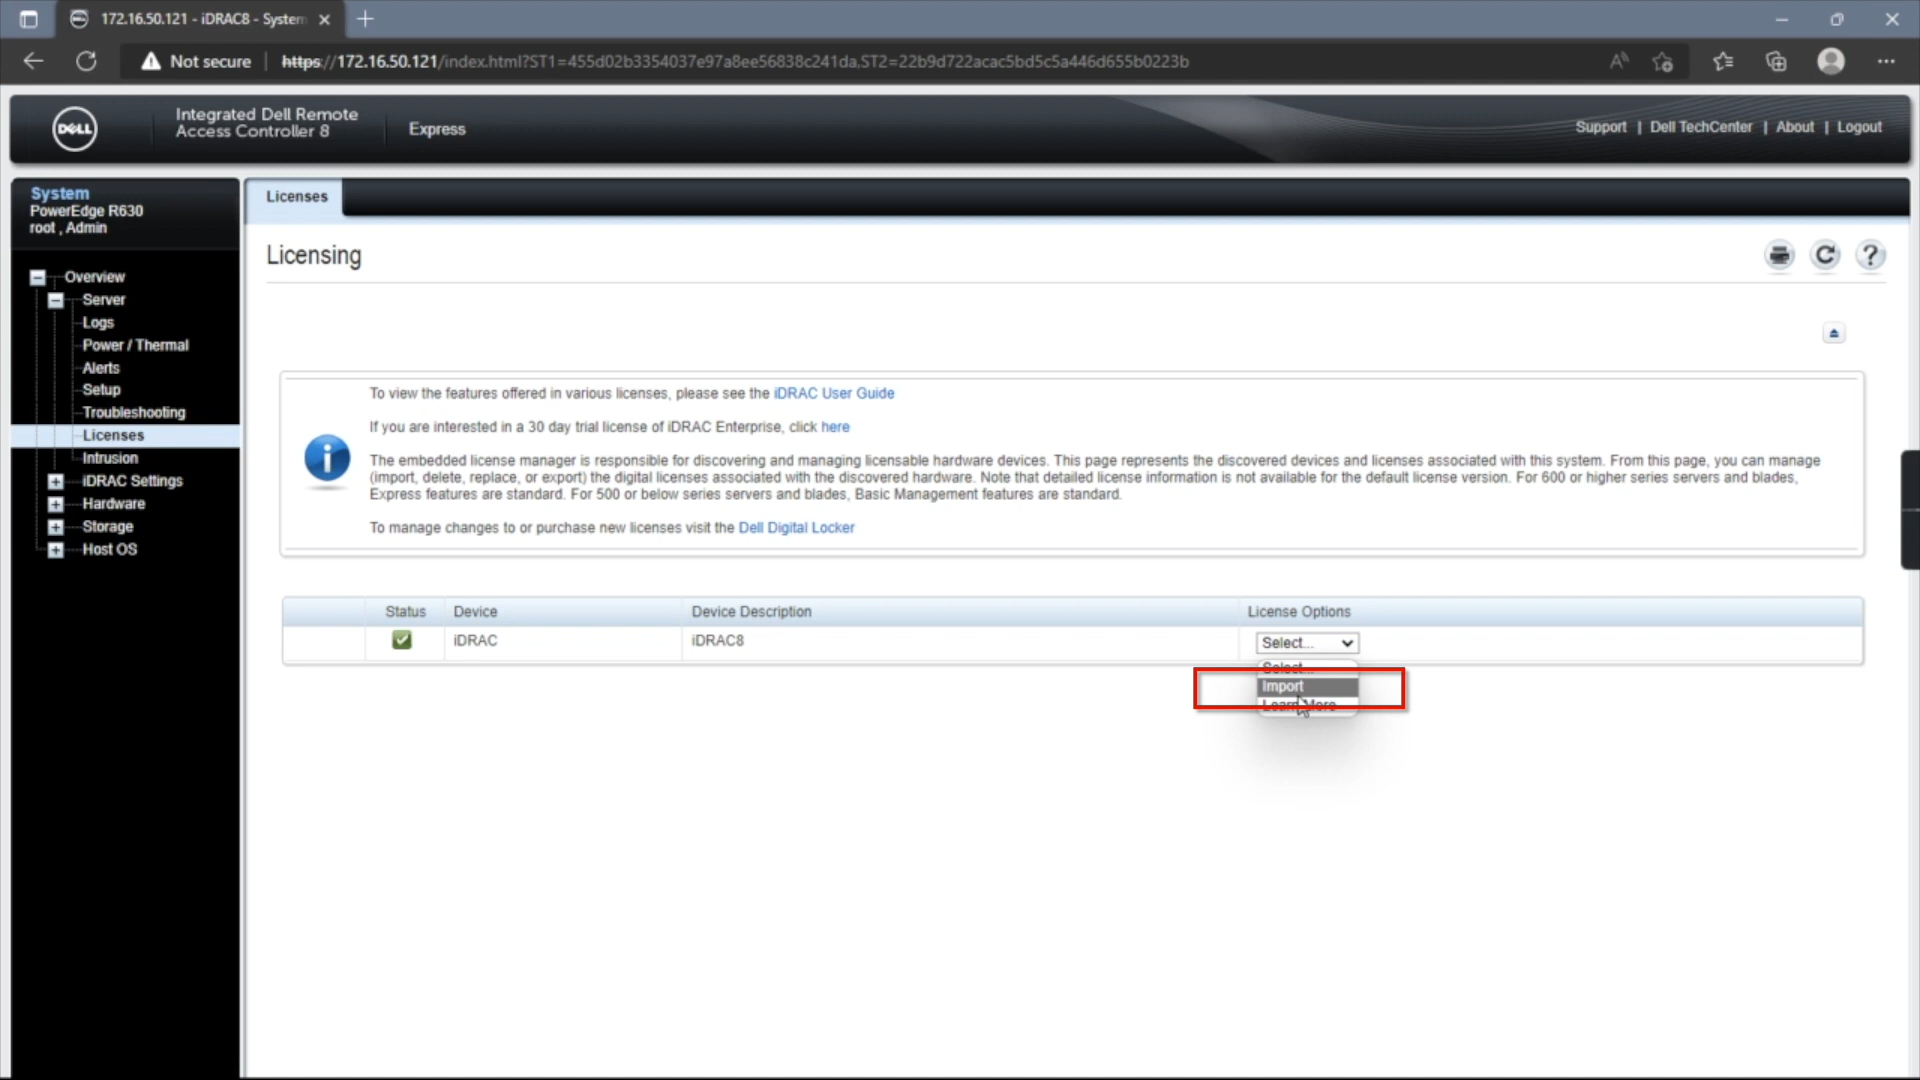 172.16.50.121 - iDRAC8 - System
Not secure
https://172.16.50.121/index.html?ST1=455d02b3354037e97a8ee56838c241da,ST2=22b9d722acac5bd5c5a446d655b0223b
DELL
Integrated Dell Remote
Access Controller 8
Express
Support | Dell TechCenter | About | Logout
System
PowerEdge R630
root , Admin
Overview
Server
Logs
Power / Thermal
Alerts
Setup
Troubleshooting
Licenses
Intrusion
iDRAC Settings
Hardware
Storage
Host OS
Licenses
Licensing
To view the features offered in various licenses, please see the iDRAC User Guide
If you are interested in a 30 day trial license of iDRAC Enterprise, click here
The embedded license manager is responsible for discovering and managing licensable hardware devices. This page represents the discovered devices and licenses associated with this system. From this page, you can manage
(import, delete, replace, or export) the digital licenses associated with the discovered hardware. Note that detailed license information is not available for the default license version. For 600 or higher series servers and blades,
Express features are standard. For 500 or below series servers and blades, Basic Management features are standard.
To manage changes to or purchase new licenses visit the Dell Digital Locker
Status Device Device Description License Options
iDRAC iDRAC8 Select...
Select...
Import
Learn More